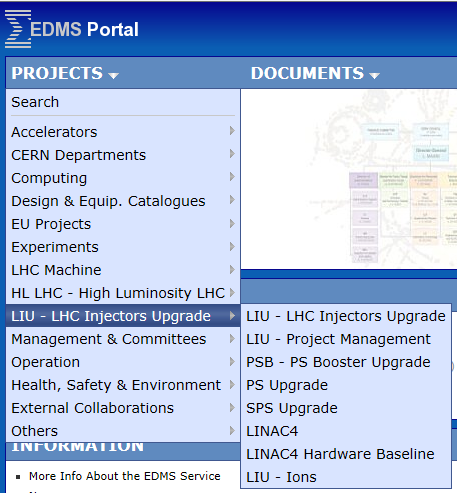 EDMS Portal
PROJECTS
DOCUMENTS
Search
Accelerators
CERN Departments
Computing
Design & Equip. Catalogues
EU Projects
Experiments
LHC Machine
HL LHC - High Luminosity LHC
LIU - LHC Injectors Upgrade
Management & Committees
Operation
Health, Safety & Environment
External Collaborations
Others
LIU - LHC Injectors Upgrade
LIU - Project Management
PSB - PS Booster Upgrade
PS Upgrade
SPS Upgrade
LINAC4
LINAC4 Hardware Baseline
LIU - Ions
INFORMATION
More Info About the EDMS Service